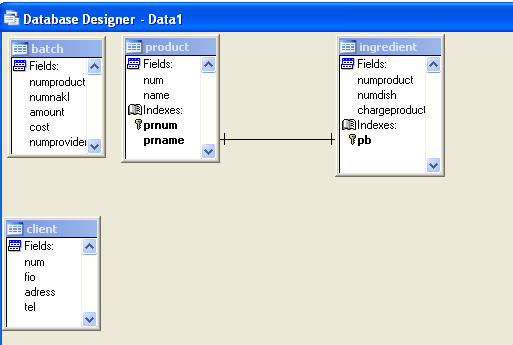 Database Designer - Data1
batch
Fields:
numproduct
numnakl
amount
cost
numprovider
product
Fields:
num
name
Indexes:
prnum
prname
ingredient
Fields:
numproduct
numdish
chargeproduct
Indexes:
pb
client
Fields:
num
fio
adress
tel